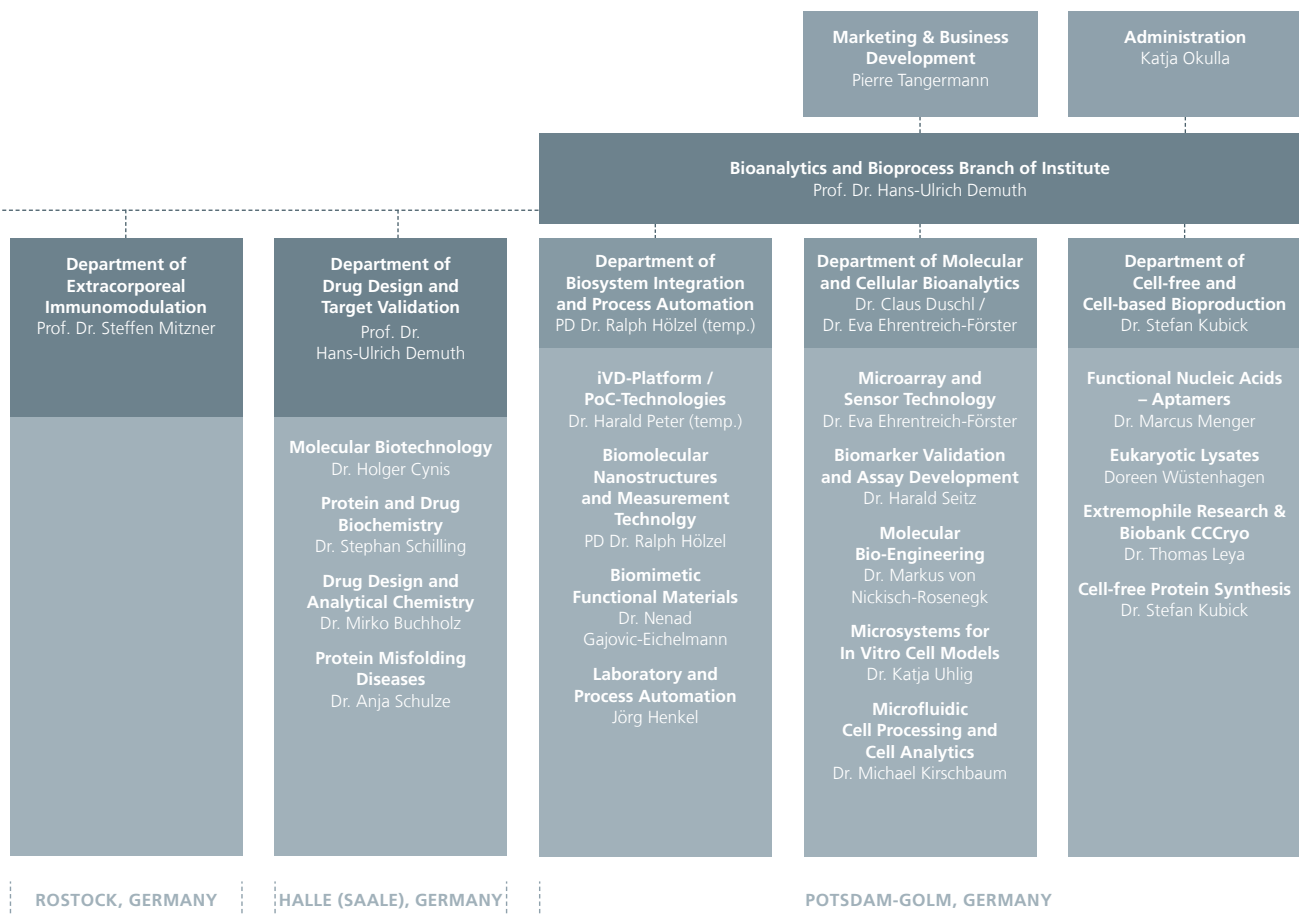 Marketing & Business
Development
Pierre Tangermann
Administration
Katja Okulla
Bioanalytics and Bioprocess Branch of Institute
Prof. Dr. Hans-Ulrich Demuth
Department of
Extracorporeal
Immunomodulation
Prof. Dr. Steffen Mitzner
Department of
Drug Design and
Target Validation
Prof. Dr.
Hans-Ulrich Demuth
Molecular Biotechnology
Dr. Holger Cynis
Protein and Drug
Biochemistry
Dr. Stephan Schilling
Drug Design and
Analytical Chemistry
Dr. Mirko Buchholz
Protein Misfolding
Diseases
Dr. Anja Schulze
Department of
Biosystem Integration
and Process Automation
PD Dr. Ralph Hölzel (temp.)
iVD-Platform /
PoC-Technologies
Dr. Harald Peter (temp.)
Biomolecular
Nanostructures
and Measurement
Technolgy
PD Dr. Ralph Hölzel
Biomimetic
Functional Materials
Dr. Nenad
Gajovic-Eichelmann
Laboratory and
Process Automation
Jörg Henkel
Department of Molecular
and Cellular Bioanalytics
Dr. Claus Duschl /
Dr. Eva Ehrentreich-Förster
Microarray and
Sensor Technology
Dr. Eva Ehrentreich-Förster
Biomarker Validation
and Assay Development
Dr. Harald Seitz
Molecular
Bio-Engineering
Dr. Markus von
Nickisch-Rosenegk
Microsystems for
In Vitro Cell Models
Dr. Katja Uhlig
Microfluidic
Cell Processing and
Cell Analytics
Dr. Michael Kirschbaum
Department of
Cell-free and
Cell-based Bioproduction
Dr. Stefan Kubick
Functional Nucleic Acids
– Aptamers
Dr. Marcus Menger
Eukaryotic Lysates
Doreen Wüstenhagen
Extremophile Research &
Biobank CCCryo
Dr. Thomas Leya
Cell-free Protein Synthesis
Dr. Stefan Kubick
ROSTOCK, GERMANY
HALLE (SAALE), GERMANY
POTSDAM-GOLM, GERMANY